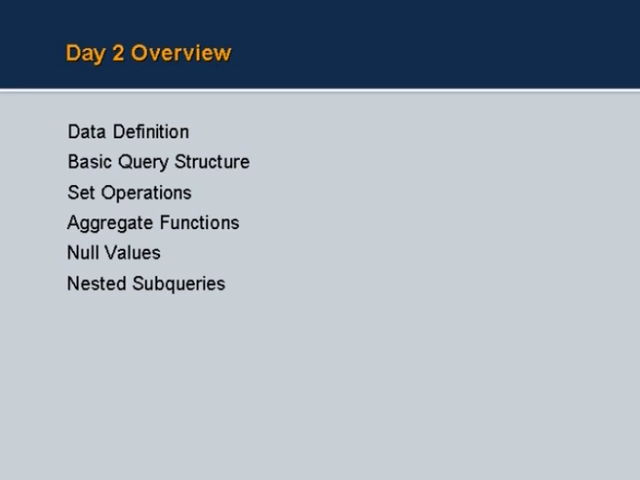 Day 2 Overview
Data Definition
Basic Query Structure
Set Operations
Aggregate Functions
Null Values
Nested Subqueries